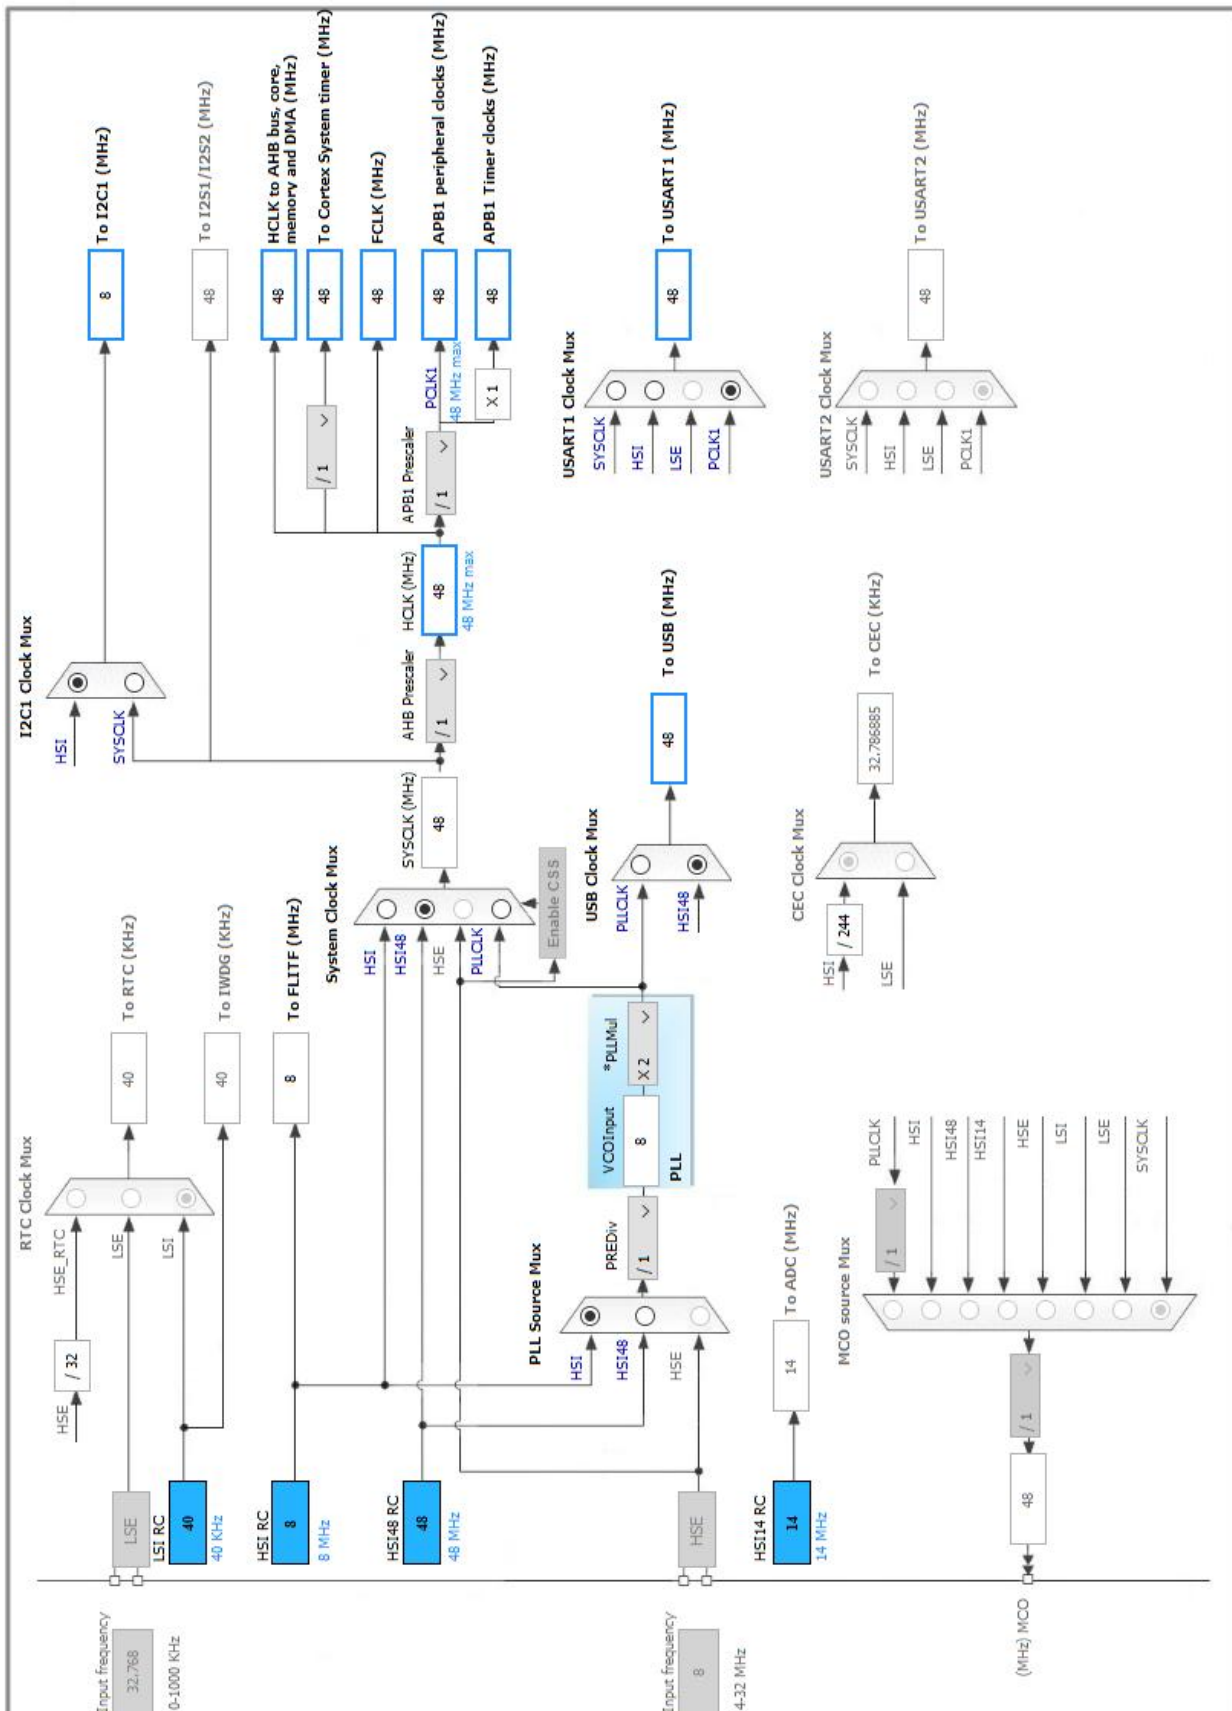 Input frequency
32.768
0-1000 KHz
LSE
LSI RC
40
40 KHz
HSE
/ 32
HSE_RTC
LSE
LSI
RTC Clock Mux
40
To RTC (KHz)
40
To IWDG (KHz)
HSI RC
8
8 MHz
8
To FLITF (MHz)
HSI48 RC
48
48 MHz
System Clock Mux
HSI
HSI48
HSE
PLLCLK
Enable CSS
SYSCLK (MHz)
48
AHB Prescaler
/ 1
HCLK (MHz)
48
48 MHz max
APB1 Prescaler
/ 1
PCLK1
48 MHz max
X 1
/ 1
I2C1 Clock Mux
HSI
SYSCLK
8
To I2C1 (MHz)
48
To I2S1/I2S2 (MHz)
48
HCLK to AHB bus, core,
memory and DMA (MHz)
48
To Cortex System timer (MHz)
48
FCLK (MHz)
48
APB1 peripheral clocks (MHz)
48
APB1 Timer clocks (MHz)
Input frequency
8
4-32 MHz
HSE
PLL Source Mux
HSI
HSI48
HSE
PREDiv
/ 1
VCOInput
8
*PLLMul
X 2
PLL
USB Clock Mux
PLLCLK
HSI48
48
To USB (MHz)
USART1 Clock Mux
SYSCLK
HSI
LSE
PCLK1
48
To USART1 (MHz)
HSI14 RC
14
14 MHz
14
To ADC (MHz)
CEC Clock Mux
HSI
/ 244
LSE
32.786885
To CEC (KHz)
USART2 Clock Mux
SYSCLK
HSI
LSE
PCLK1
48
To USART2 (MHz)
MCO source Mux
/ 1
PLLCLK
HSI
HSI48
HSI14
HSE
LSI
LSE
SYSCLK
/ 1
48
(MHz) MCO